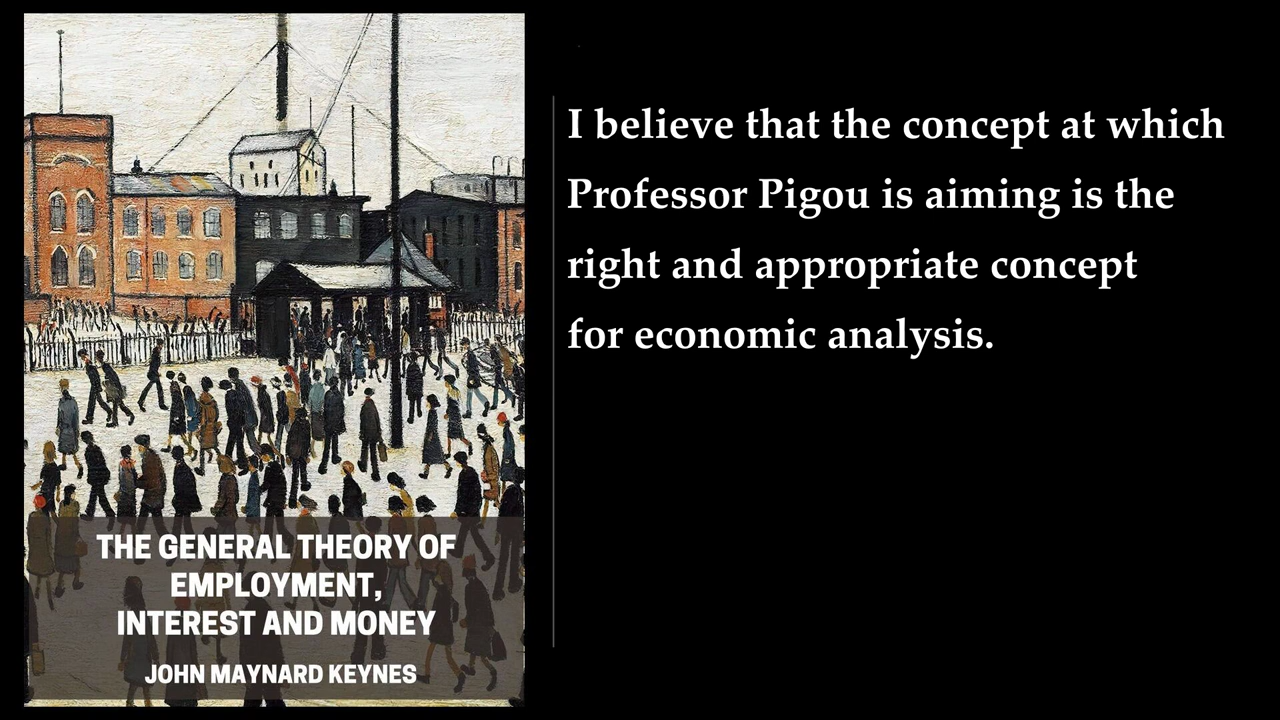 I believe that the concept at which
Professor Pigou is aiming is the
right and appropriate concept
for economic analysis.
THE GENERAL THEORY OF
EMPLOYMENT,
INTEREST AND MONEY
JOHN MAYNARD KEYNES